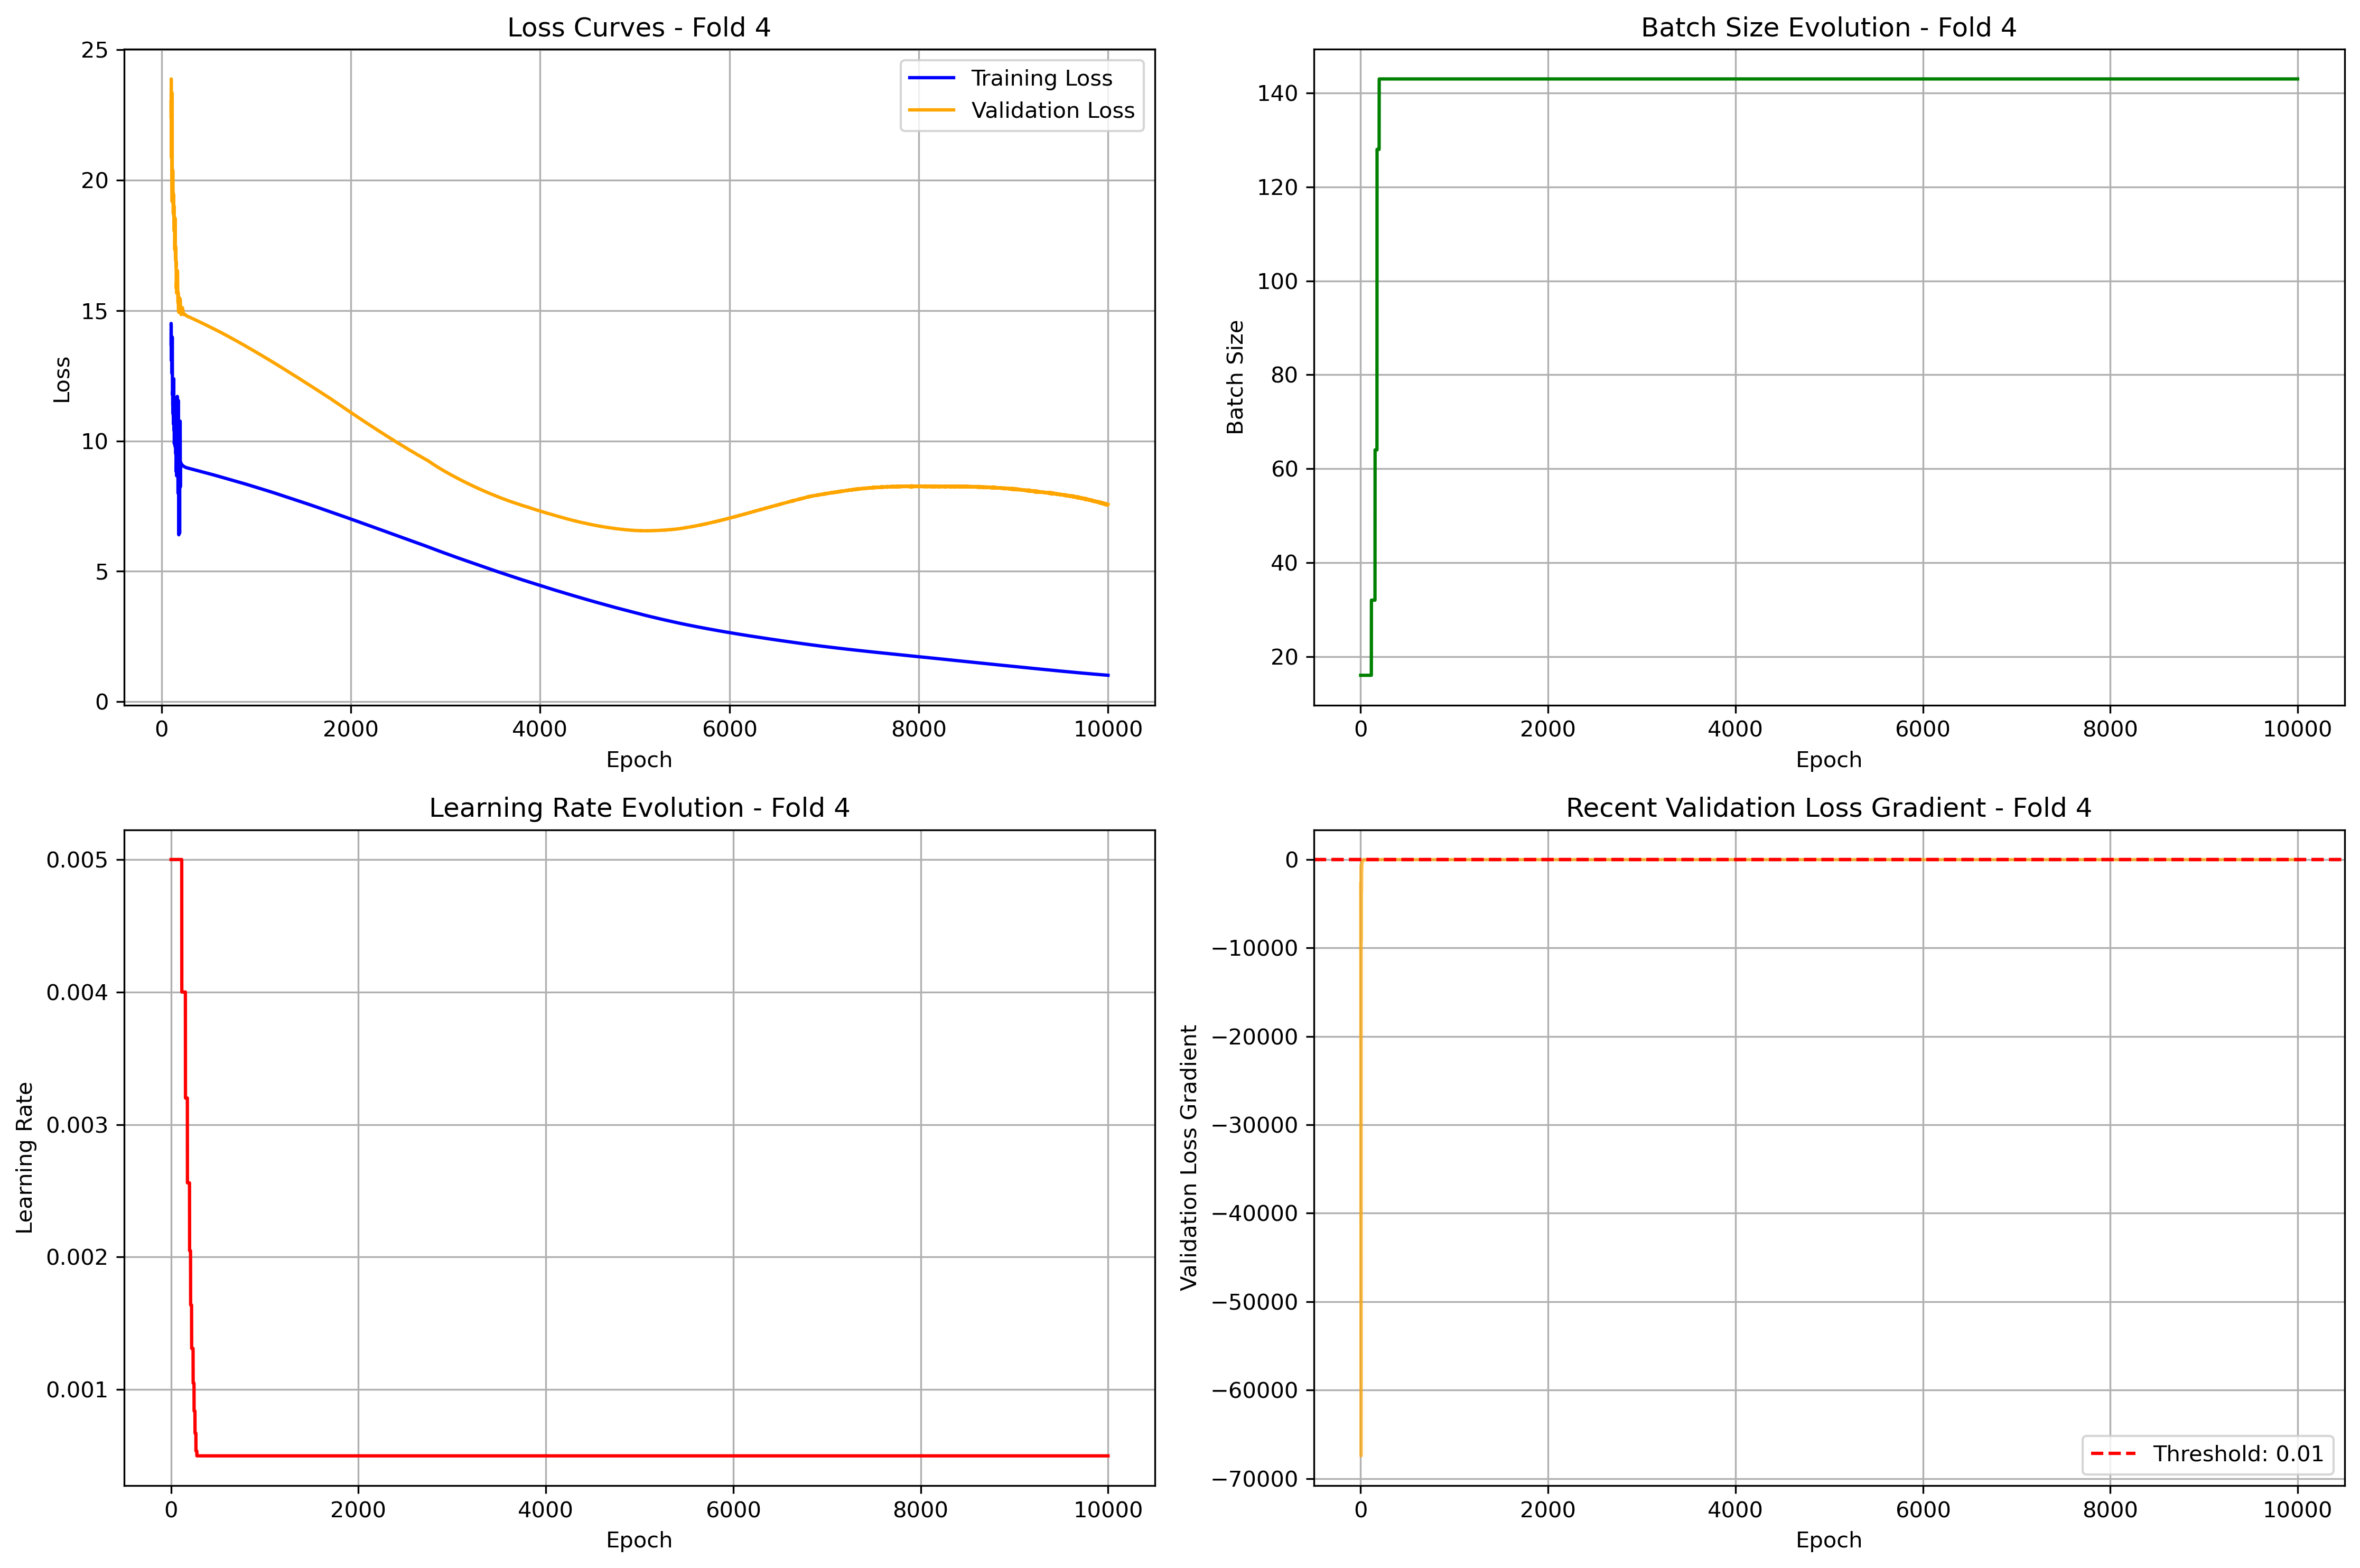 Loss Curves - Fold 4
25
20
15
10
5
0
Loss
Training Loss
Validation Loss
0 2000 4000 6000 8000 10000
Epoch
Batch Size Evolution - Fold 4
140
120
100
80
60
40
20
Batch Size
0 2000 4000 6000 8000 10000
Epoch
Learning Rate Evolution - Fold 4
0.005
0.004
0.003
0.002
0.001
Learning Rate
0 2000 4000 6000 8000 10000
Epoch
Recent Validation Loss Gradient - Fold 4
0
−10000
−20000
−30000
−40000
−50000
−60000
−70000
Validation Loss Gradient
Threshold: 0.01
0 2000 4000 6000 8000 10000
Epoch